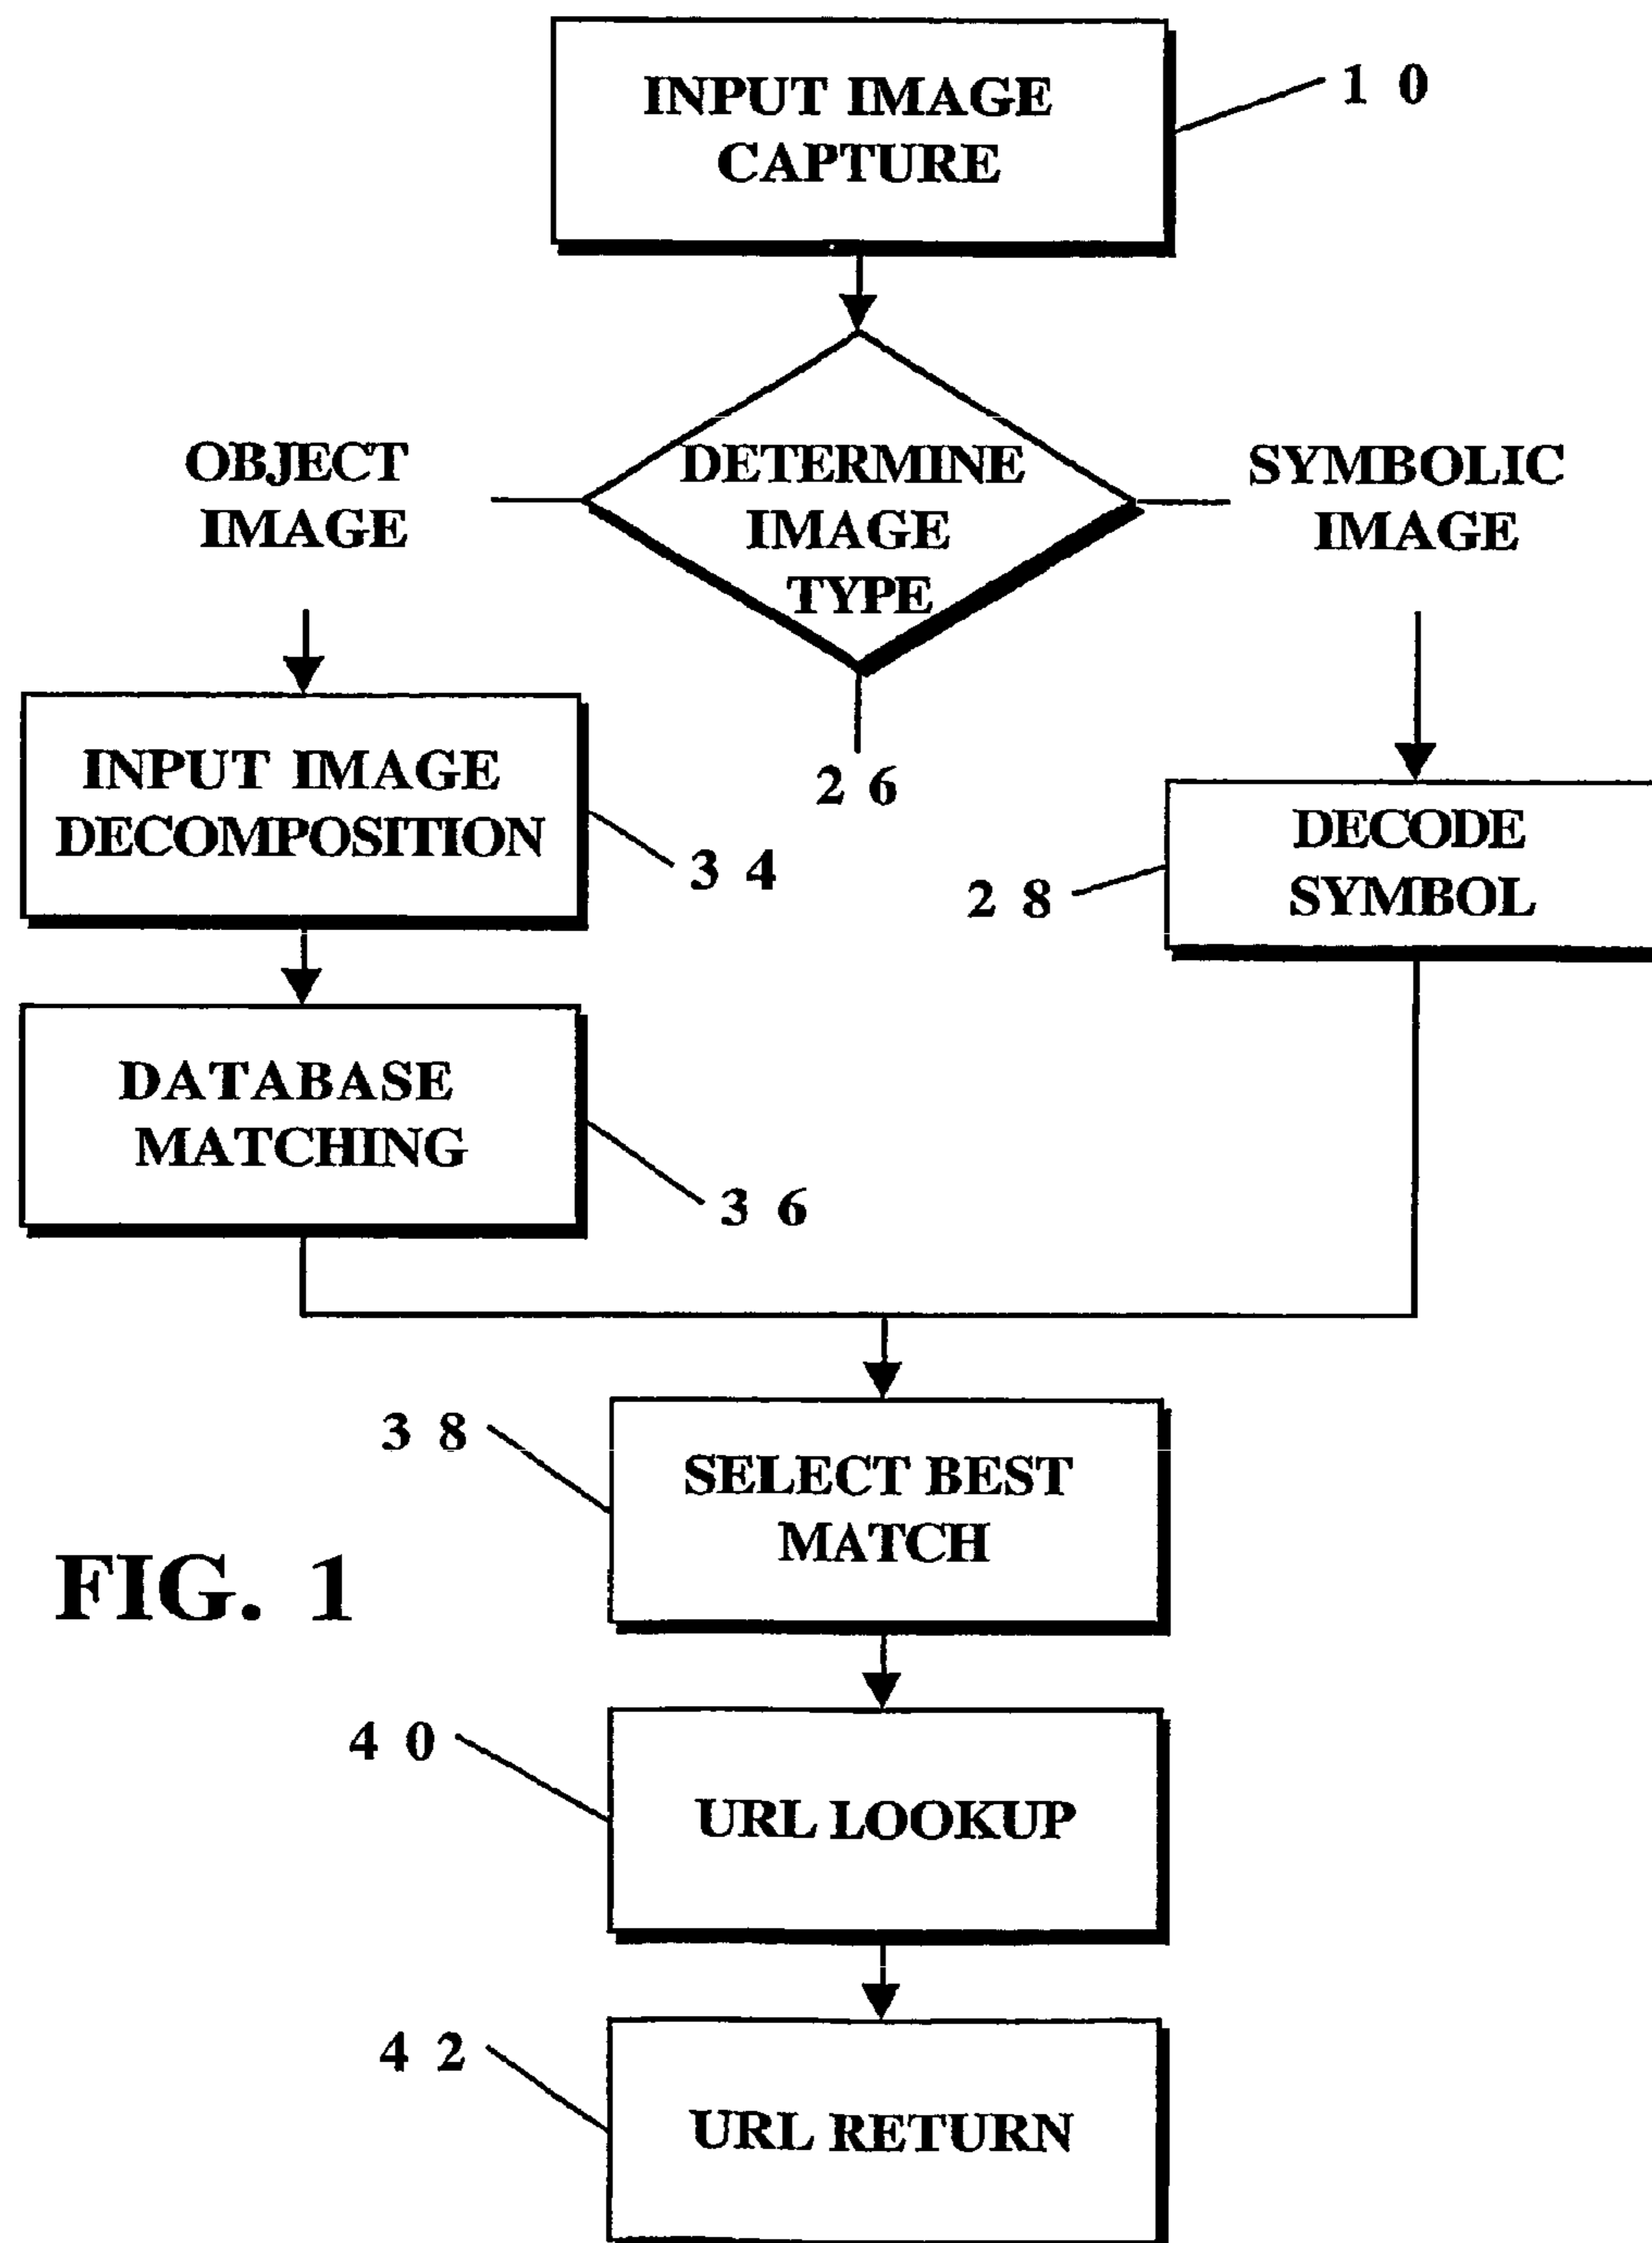 INPUT IMAGE
CAPTURE
1 0
OBJECT
IMAGE
DETERMINE
IMAGE
TYPE
SYMBOLIC
IMAGE
2 6
INPUT IMAGE
DECOMPOSITION
3 4
2 8
DECODE
SYMBOL
DATABASE
MATCHING
3 6
3 8
SELECT BEST
MATCH
FIG. 1
4 0
URL LOOKUP
4 2
URL RETURN